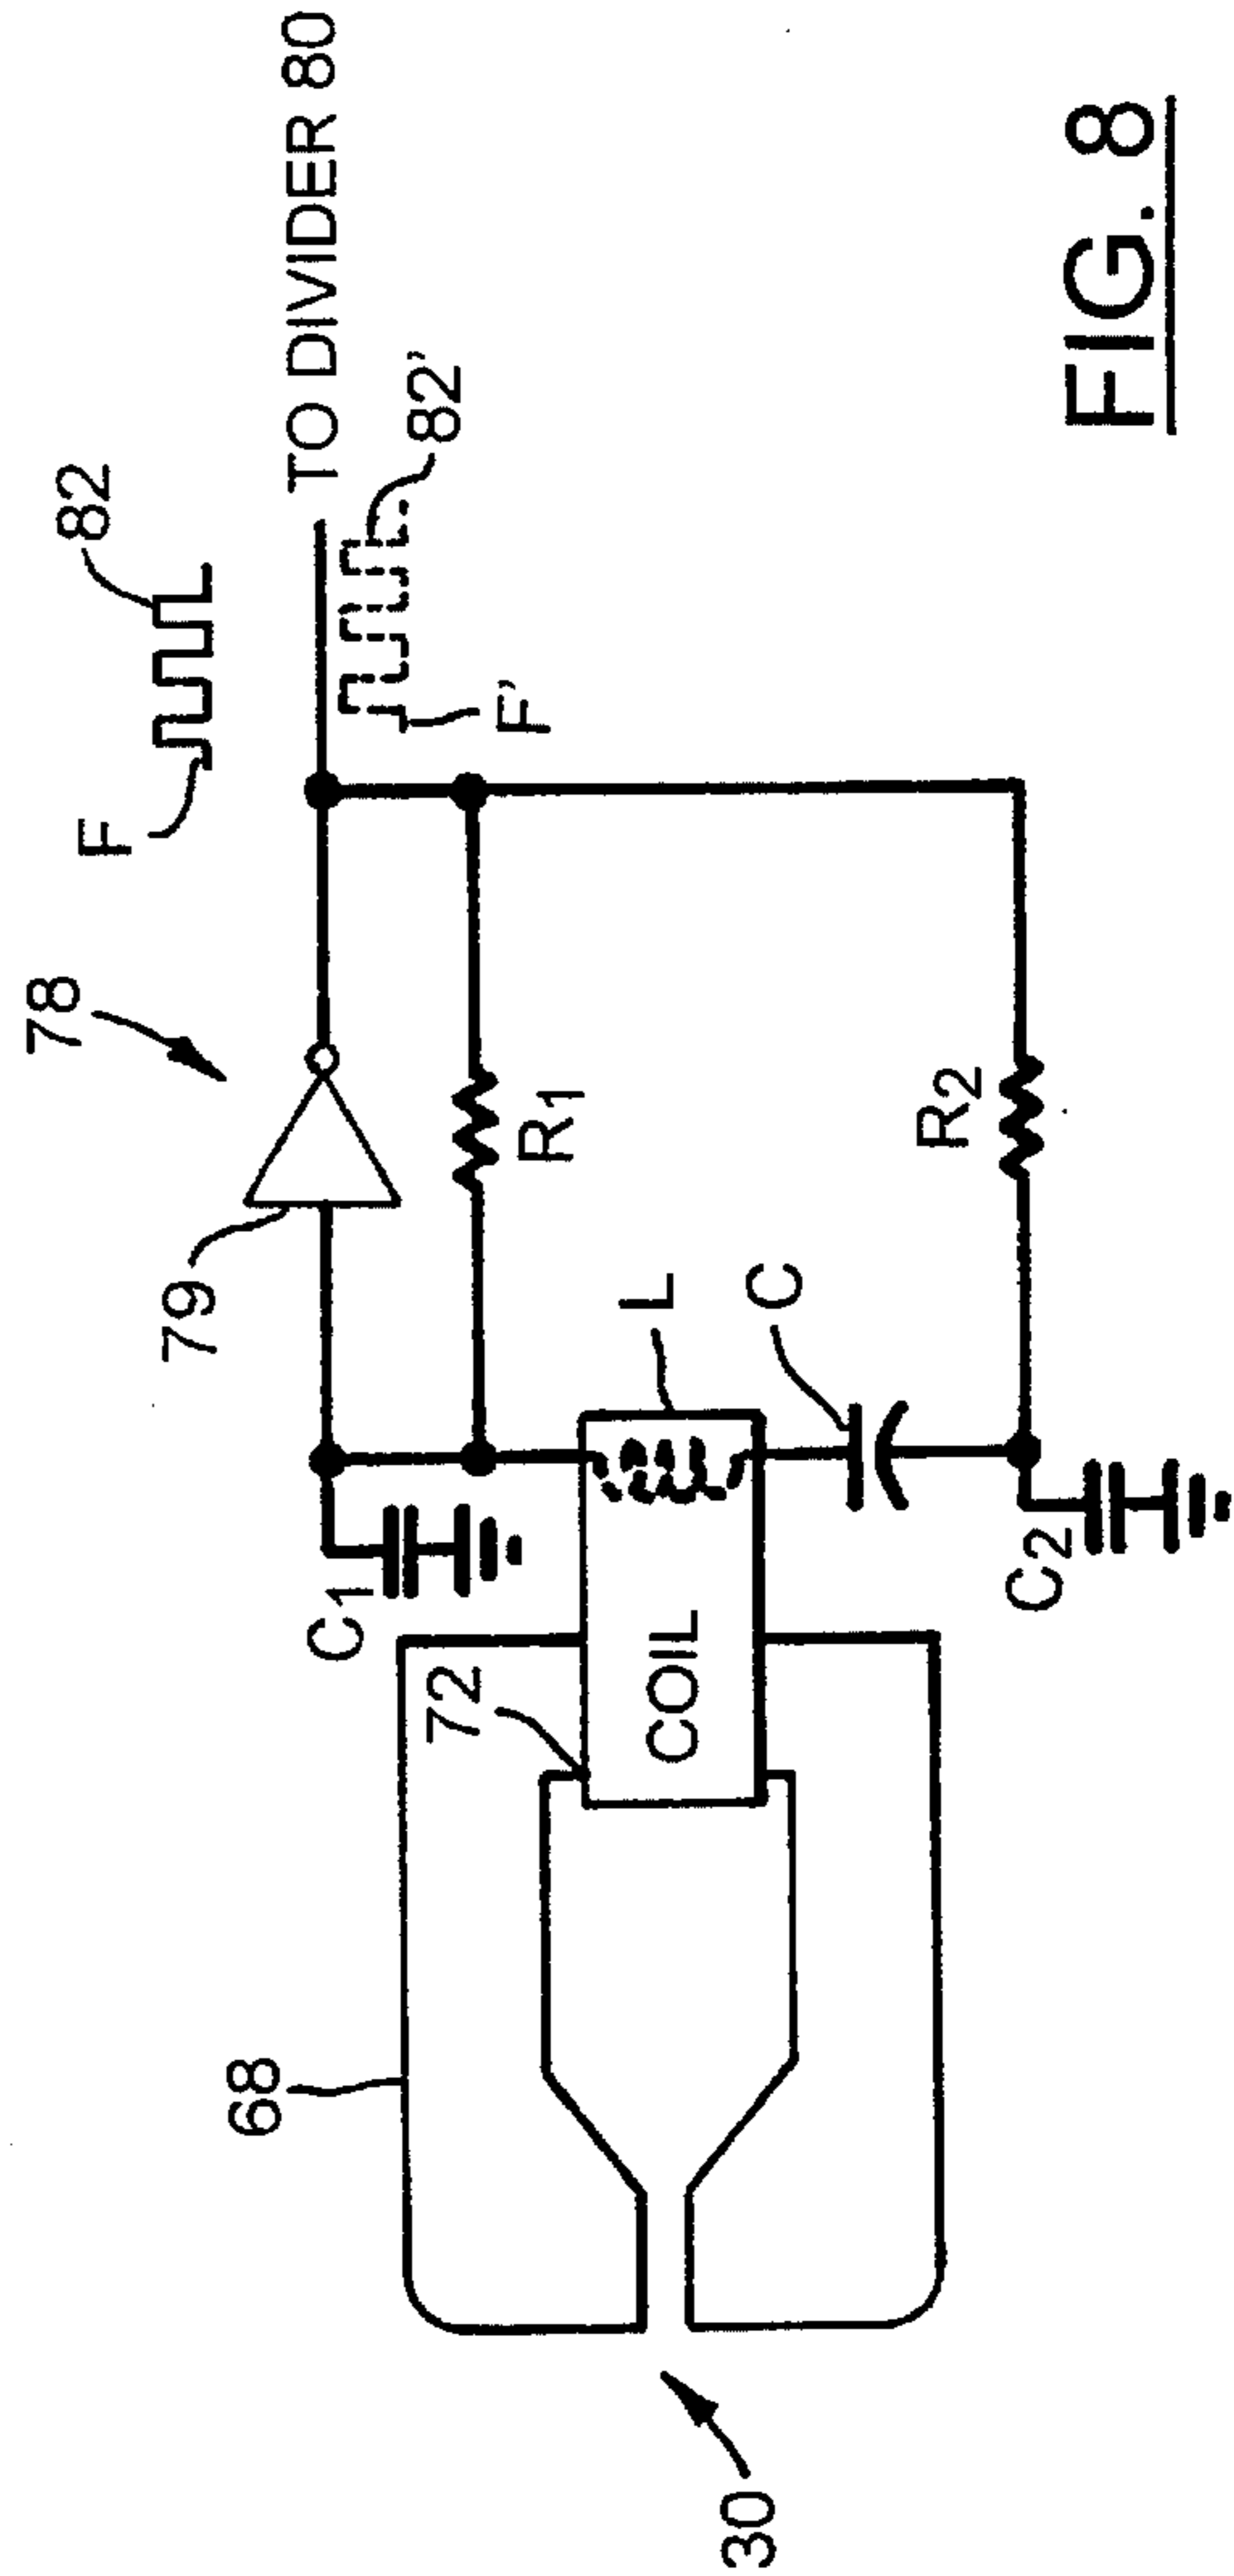 78
F
82
79
TO DIVIDER 80
68
C1
72
R1
F'
82'
COIL
L
30
C
R2
C2
FIG. 8